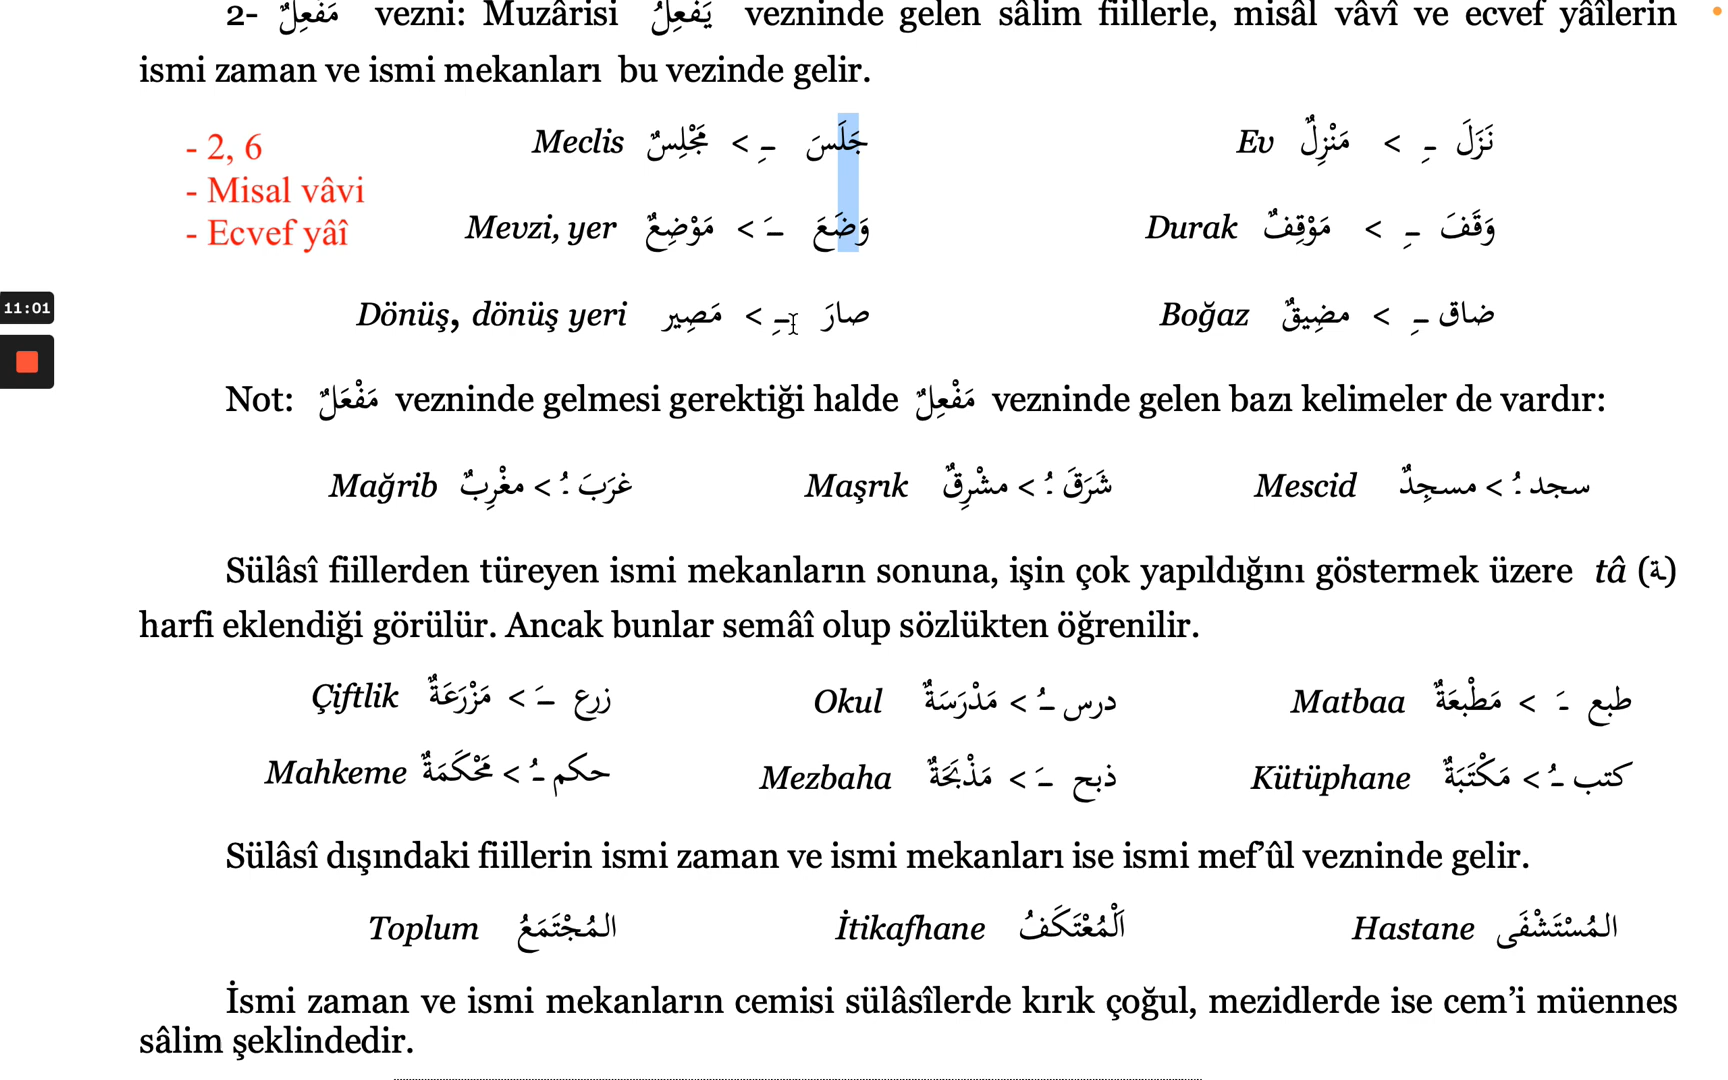 2- مَفْعِلٌ vezni: Muzârisi يَفْعِلُ vezninde gelen sâlim fiillerle, misâl vâvî ve ecvef yâîlerin
ismi zaman ve ismi mekanları bu vezinde gelir.
- 2, 6
- Misal vâvi
- Ecvef yâî
Ev مَنْزِلٌ < ـِ نَزَلَ Meclis مَجْلِسٌ < ـِ جَلَسَ
Durak مَوْقِفٌ < ـِ وَقَفَ Mevzi, yer مَوْضِعٌ < ـَ وَضَعَ
Boğaz مضِيقٌ < ـِ ضاق Dönüş, dönüş yeri مَصِير < ـِ صارَ
11:01
Not: مَفْعَلٌ vezninde gelmesi gerektiği halde مَفْعِلٌ vezninde gelen bazı kelimeler de vardır:
Mescid مسجِدٌ < ـُ سجد Maşrık مشْرِقٌ < ـُ شَرَقَ Mağrib مغْرِبٌ < ـُ غرَبَ
Sülâsî fiillerden türeyen ismi mekanların sonuna, işin çok yapıldığını göstermek üzere tâ (ـة)
harfi eklendiği görülür. Ancak bunlar semâî olup sözlükten öğrenilir.
Matbaa مَطْبَعَةٌ < ـَ طبع Okul مَدْرَسَةٌ < ـُ درس Çiftlik مَزْرَعَةٌ < ـَ زرع
Kütüphane مَكْتَبَةٌ < ـُ كتب Mezbaha مَذْبَحَةٌ < ـَ ذبح Mahkeme مَحْكَمَةٌ < ـُ حكم
Sülâsî dışındaki fiillerin ismi zaman ve ismi mekanları ise ismi mef’ûl vezninde gelir.
Hastane المُسْتَشْفَى İtikafhane اَلْمُعْتَكَفُ Toplum المُجْتَمَعُ
İsmi zaman ve ismi mekanların cemisi sülâsîlerde kırık çoğul, mezidlerde ise cem’i müennes
sâlim şeklindedir.